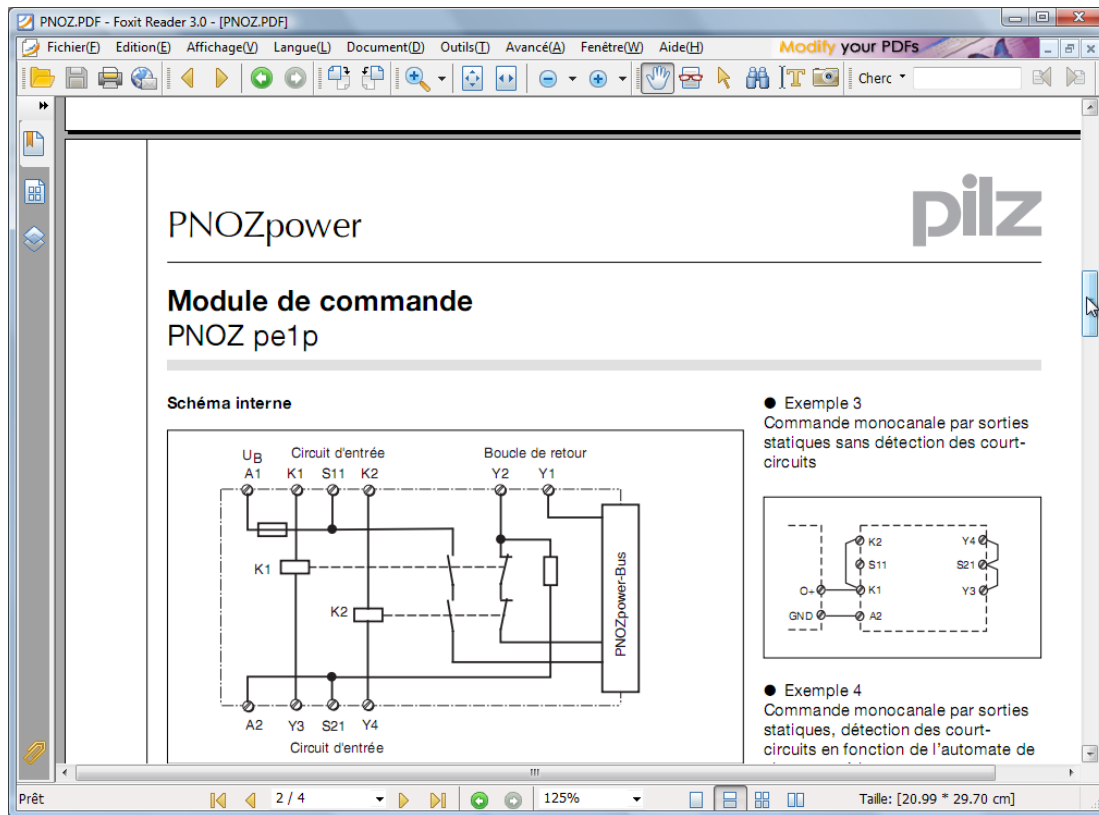 PNOZ.PDF - Foxit Reader 3.0 - [PNOZ.PDF]
Fichier(F) Edition(E) Affichage(V) Langue(L) Document(D) Outils(T) Avancé(A) Fenêtre(W) Aide(H) Modify your PDFs
Cherc
PNOZpower
pilz
Module de commande
PNOZ pe1p
Schéma interne
UB Circuit d'entrée Boucle de retour
A1 K1 S11 K2 Y2 Y1
K1
K2
PNOZpower-Bus
A2 Y3 S21 Y4
Circuit d'entrée
● Exemple 3
Commande monocanale par sorties
statiques sans détection des court-
circuits
K2 Y4
S11 S21
O+ K1 Y3
GND A2
● Exemple 4
Commande monocanale par sorties
statiques, détection des court-
circuits en fonction de l'automate de
Prêt 2 / 4 125% Taille: [20.99 * 29.70 cm]